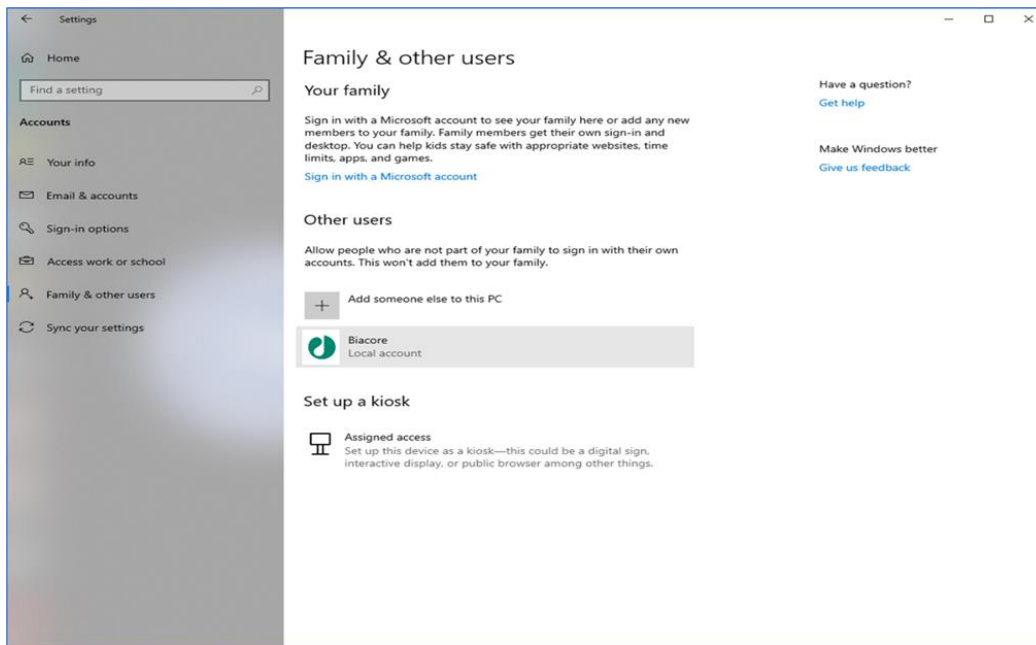 Settings
Home
Find a setting
Accounts
Your info
Email & accounts
Sign-in options
Access work or school
Family & other users
Sync your settings
Family & other users
Your family
Sign in with a Microsoft account to see your family here or add any new
members to your family. Family members get their own sign-in and
desktop. You can help kids stay safe with appropriate websites, time
limits, apps, and games.
Sign in with a Microsoft account
Other users
Allow people who are not part of your family to sign in with their own
accounts. This won't add them to your family.
Add someone else to this PC
Biacore
Local account
Set up a kiosk
Assigned access
Set up this device as a kiosk—this could be a digital sign,
interactive display, or public browser among other things.
Have a question?
Get help
Make Windows better
Give us feedback